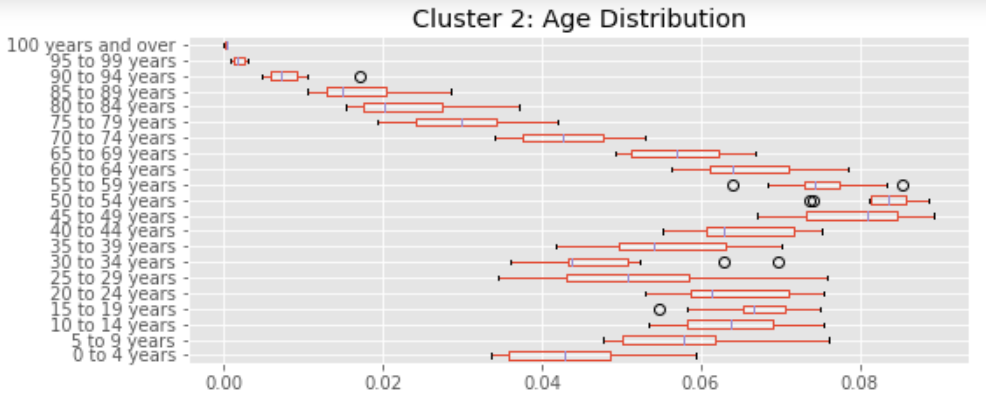 Cluster 2: Age Distribution
100 years and over
95 to 99 years
90 to 94 years
85 to 89 years
80 to 84 years
75 to 79 years
70 to 74 years
65 to 69 years
60 to 64 years
55 to 59 years
50 to 54 years
45 to 49 years
40 to 44 years
35 to 39 years
30 to 34 years
25 to 29 years
20 to 24 years
15 to 19 years
10 to 14 years
5 to 9 years
0 to 4 years
0.00 0.02 0.04 0.06 0.08